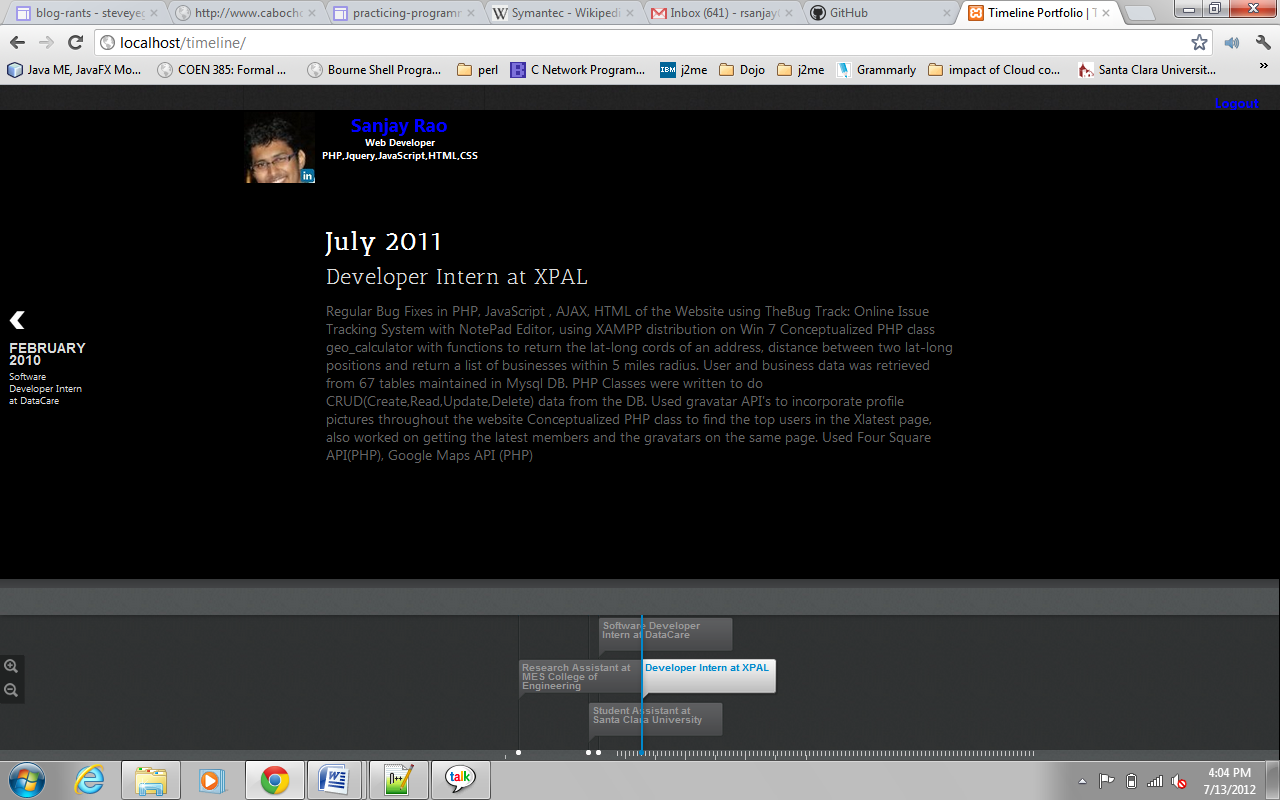 blog-rants - steveyeg
http://www.caboch
practicing-programm
W Symantec - Wikipedi
Inbox (641) - rsanjay
GitHub
Timeline Portfolio | T
localhost/timeline/
Java ME, JavaFX Mo...
COEN 385: Formal ...
Bourne Shell Progra...
perl
C Network Program...
IBM j2me
Dojo
j2me
Grammarly
impact of Cloud co...
Santa Clara Universit...
»
Logout
Sanjay Rao
Web Developer
PHP,Jquery,JavaScript,HTML,CSS
in
July 2011
Developer Intern at XPAL
Regular Bug Fixes in PHP, JavaScript , AJAX, HTML of the Website using TheBug Track: Online Issue
Tracking System with NotePad Editor, using XAMPP distribution on Win 7 Conceptualized PHP class
geo_calculator with functions to return the lat-long cords of an address, distance between two lat-long
positions and return a list of businesses within 5 miles radius. User and business data was retrieved
from 67 tables maintained in Mysql DB. PHP Classes were written to do
CRUD(Create,Read,Update,Delete) data from the DB. Used gravatar API's to incorporate profile
pictures throughout the website Conceptualized PHP class to find the top users in the Xlatest page,
also worked on getting the latest members and the gravatars on the same page. Used Four Square
API(PHP), Google Maps API (PHP)
FEBRUARY
2010
Software
Developer Intern
at DataCare
Software Developer
Intern at DataCare
Research Assistant at
MES College of
Engineering
Developer Intern at XPAL
Student Assistant at
Santa Clara University
talk
4:04 PM
7/13/2012